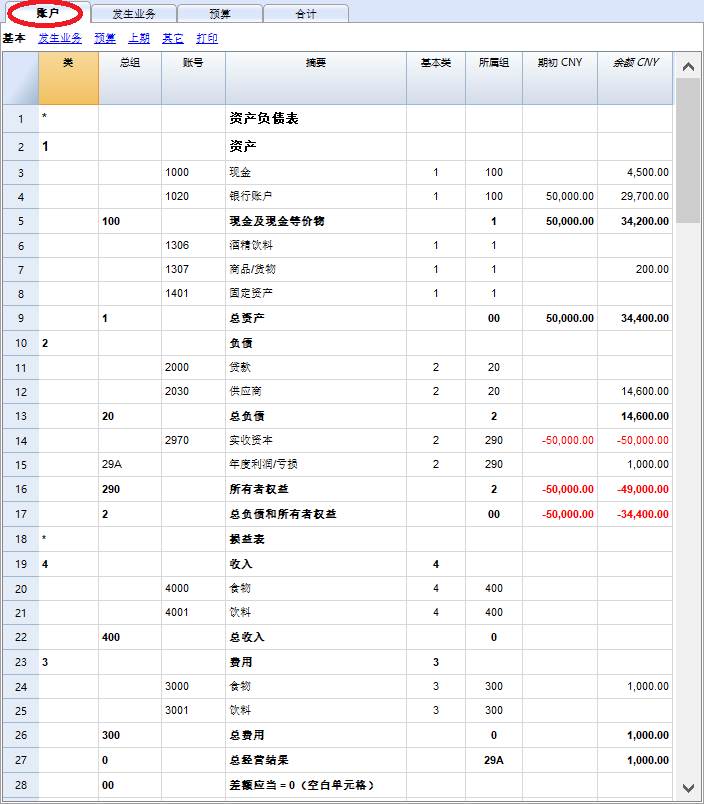 账户 发生业务 预算 合计
基本 发生业务 预算 上期 其它 打印
类 总组 账号 摘要 基本类 所属组 期初 CNY 余额 CNY
1 * 资产负债表
2 1 资产
3 1000 现金 1 100 4,500.00
4 1020 银行账户 1 100 50,000.00 29,700.00
5 100 现金及现金等价物 1 50,000.00 34,200.00
6 1306 酒精饮料 1 1
7 1307 商品/货物 1 1 200.00
8 1401 固定资产 1 1
9 1 总资产 00 50,000.00 34,400.00
10 2 负债
11 2000 贷款 2 20
12 2030 供应商 2 20 14,600.00
13 20 总负债 2 14,600.00
14 2970 实收资本 2 290 -50,000.00 -50,000.00
15 29A 年度利润/亏损 2 290 1,000.00
16 290 所有者权益 2 -50,000.00 -49,000.00
17 2 总负债和所有者权益 00 -50,000.00 -34,400.00
18 * 损益表
19 4 收入 4
20 4000 食物 4 400
21 4001 饮料 4 400
22 400 总收入 0
23 3 费用 3
24 3000 食物 3 300 1,000.00
25 3001 饮料 3 300
26 300 总费用 0 1,000.00
27 0 总经营结果 29A 1,000.00
28 00 差额应当 = 0（空白单元格）